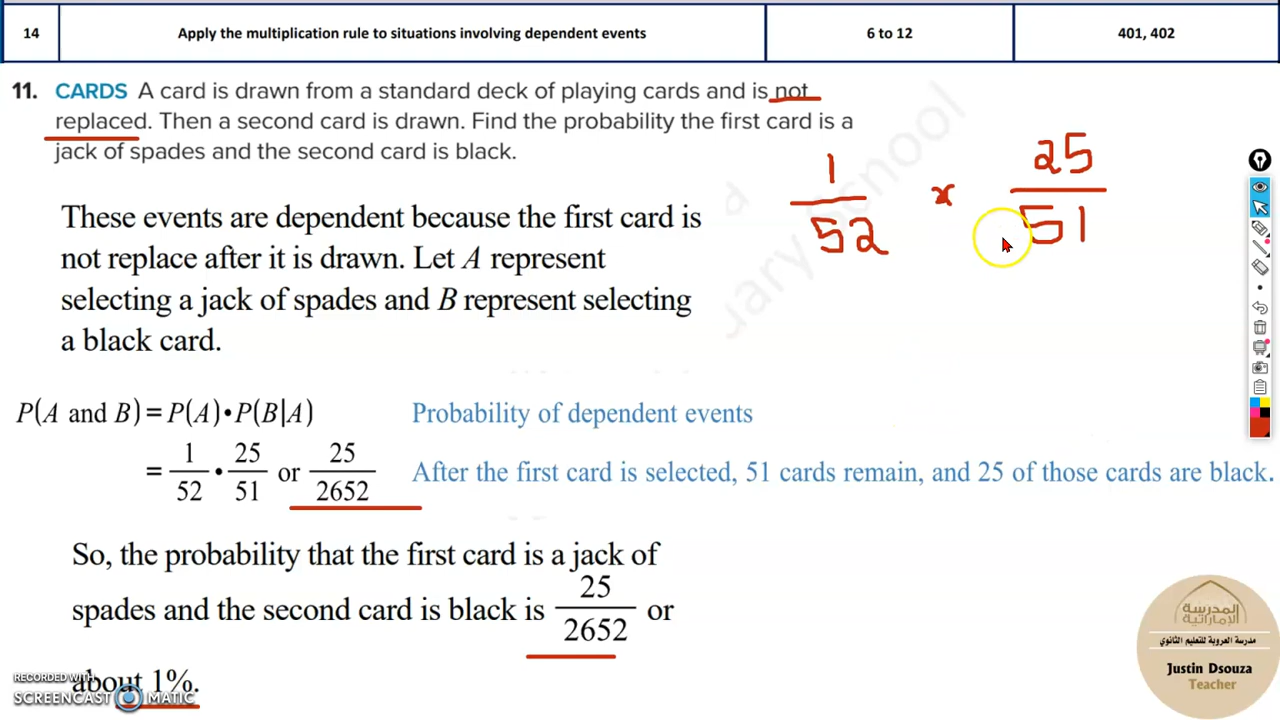 14 Apply the multiplication rule to situations involving dependent events 6 to 12 401, 402
11. CARDS A card is drawn from a standard deck of playing cards and is not
replaced. Then a second card is drawn. Find the probability the first card is a
jack of spades and the second card is black.
1/52 x 25/51
These events are dependent because the first card is
not replace after it is drawn. Let A represent
selecting a jack of spades and B represent selecting
a black card.
P(A and B) = P(A)•P(B|A) Probability of dependent events
= 1/52 • 25/51 or 25/2652 After the first card is selected, 51 cards remain, and 25 of those cards are black.
So, the probability that the first card is a jack of
spades and the second card is black is 25/2652 or
about 1%.
RECORDED WITH
SCREENCAST MATIC
المدرسة
الإماراتية
مدرسة العروبة للتعليم الثانوي
Justin Dsouza
Teacher